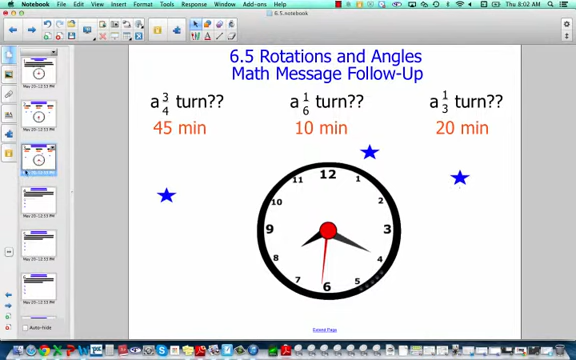 Notebook File Edit View Insert Format Tools Response Window Add-ons Help
Thu 8:02 AM
6.5.notebook
6.5 Rotations and Angles
Math Message Follow-Up
a 3/4 turn?? a 1/6 turn?? a 1/3 turn??
45 min 10 min 20 min
12
11 1
10 2
9 3
8 4
7 5
6
Auto-hide
Extend Page